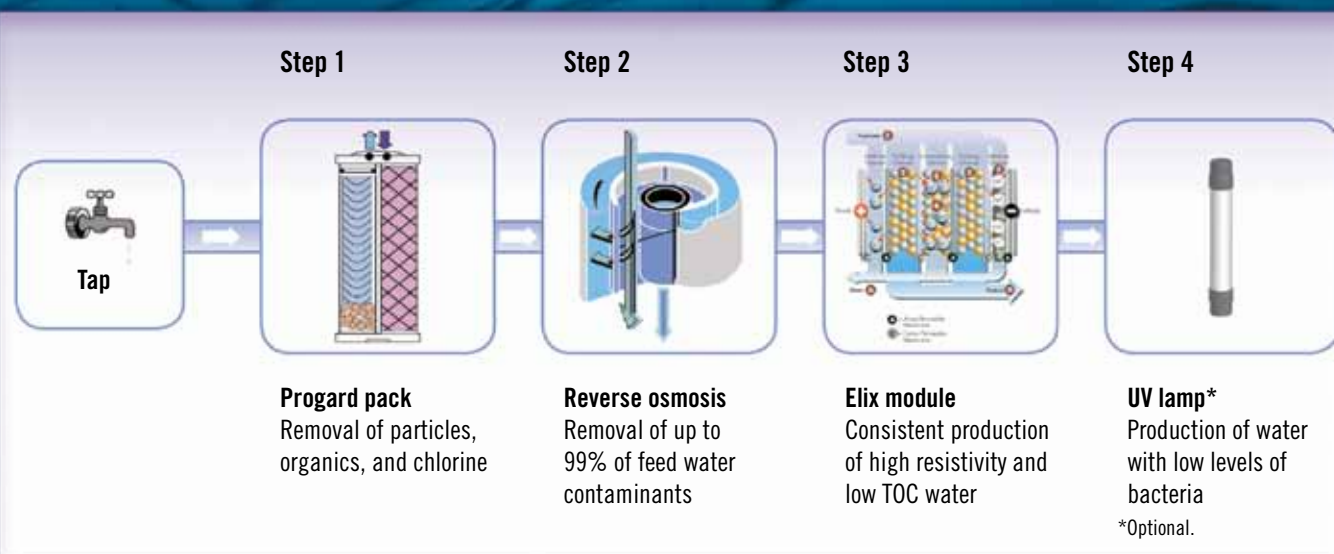 Step 1
Step 2
Step 3
Step 4
Tap
Progard pack
Removal of particles,
organics, and chlorine
Reverse osmosis
Removal of up to
99% of feed water
contaminants
Elix module
Consistent production
of high resistivity and
low TOC water
UV lamp*
Production of water
with low levels of
bacteria
*Optional.